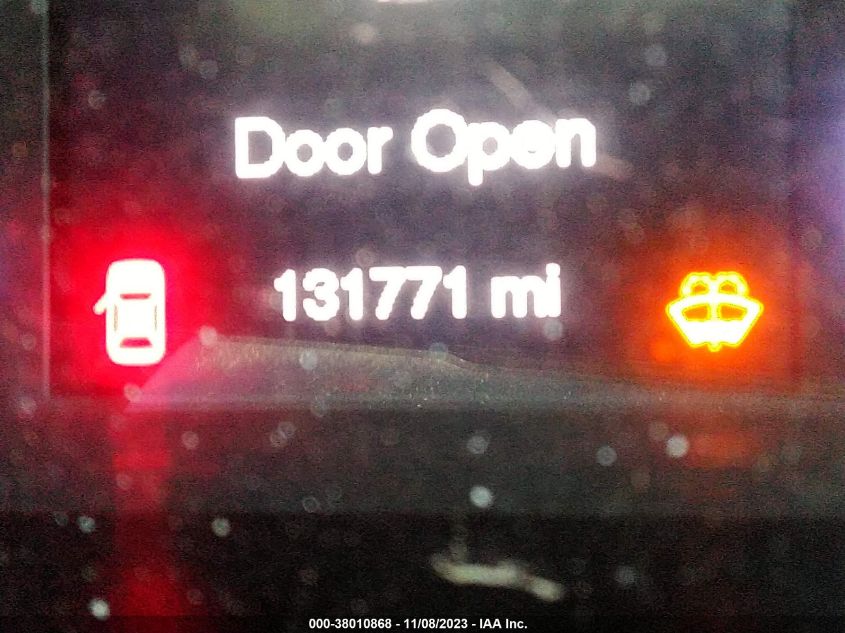 Door Open
131771 mi
000-38010868 - 11/08/2023 - IAA Inc.